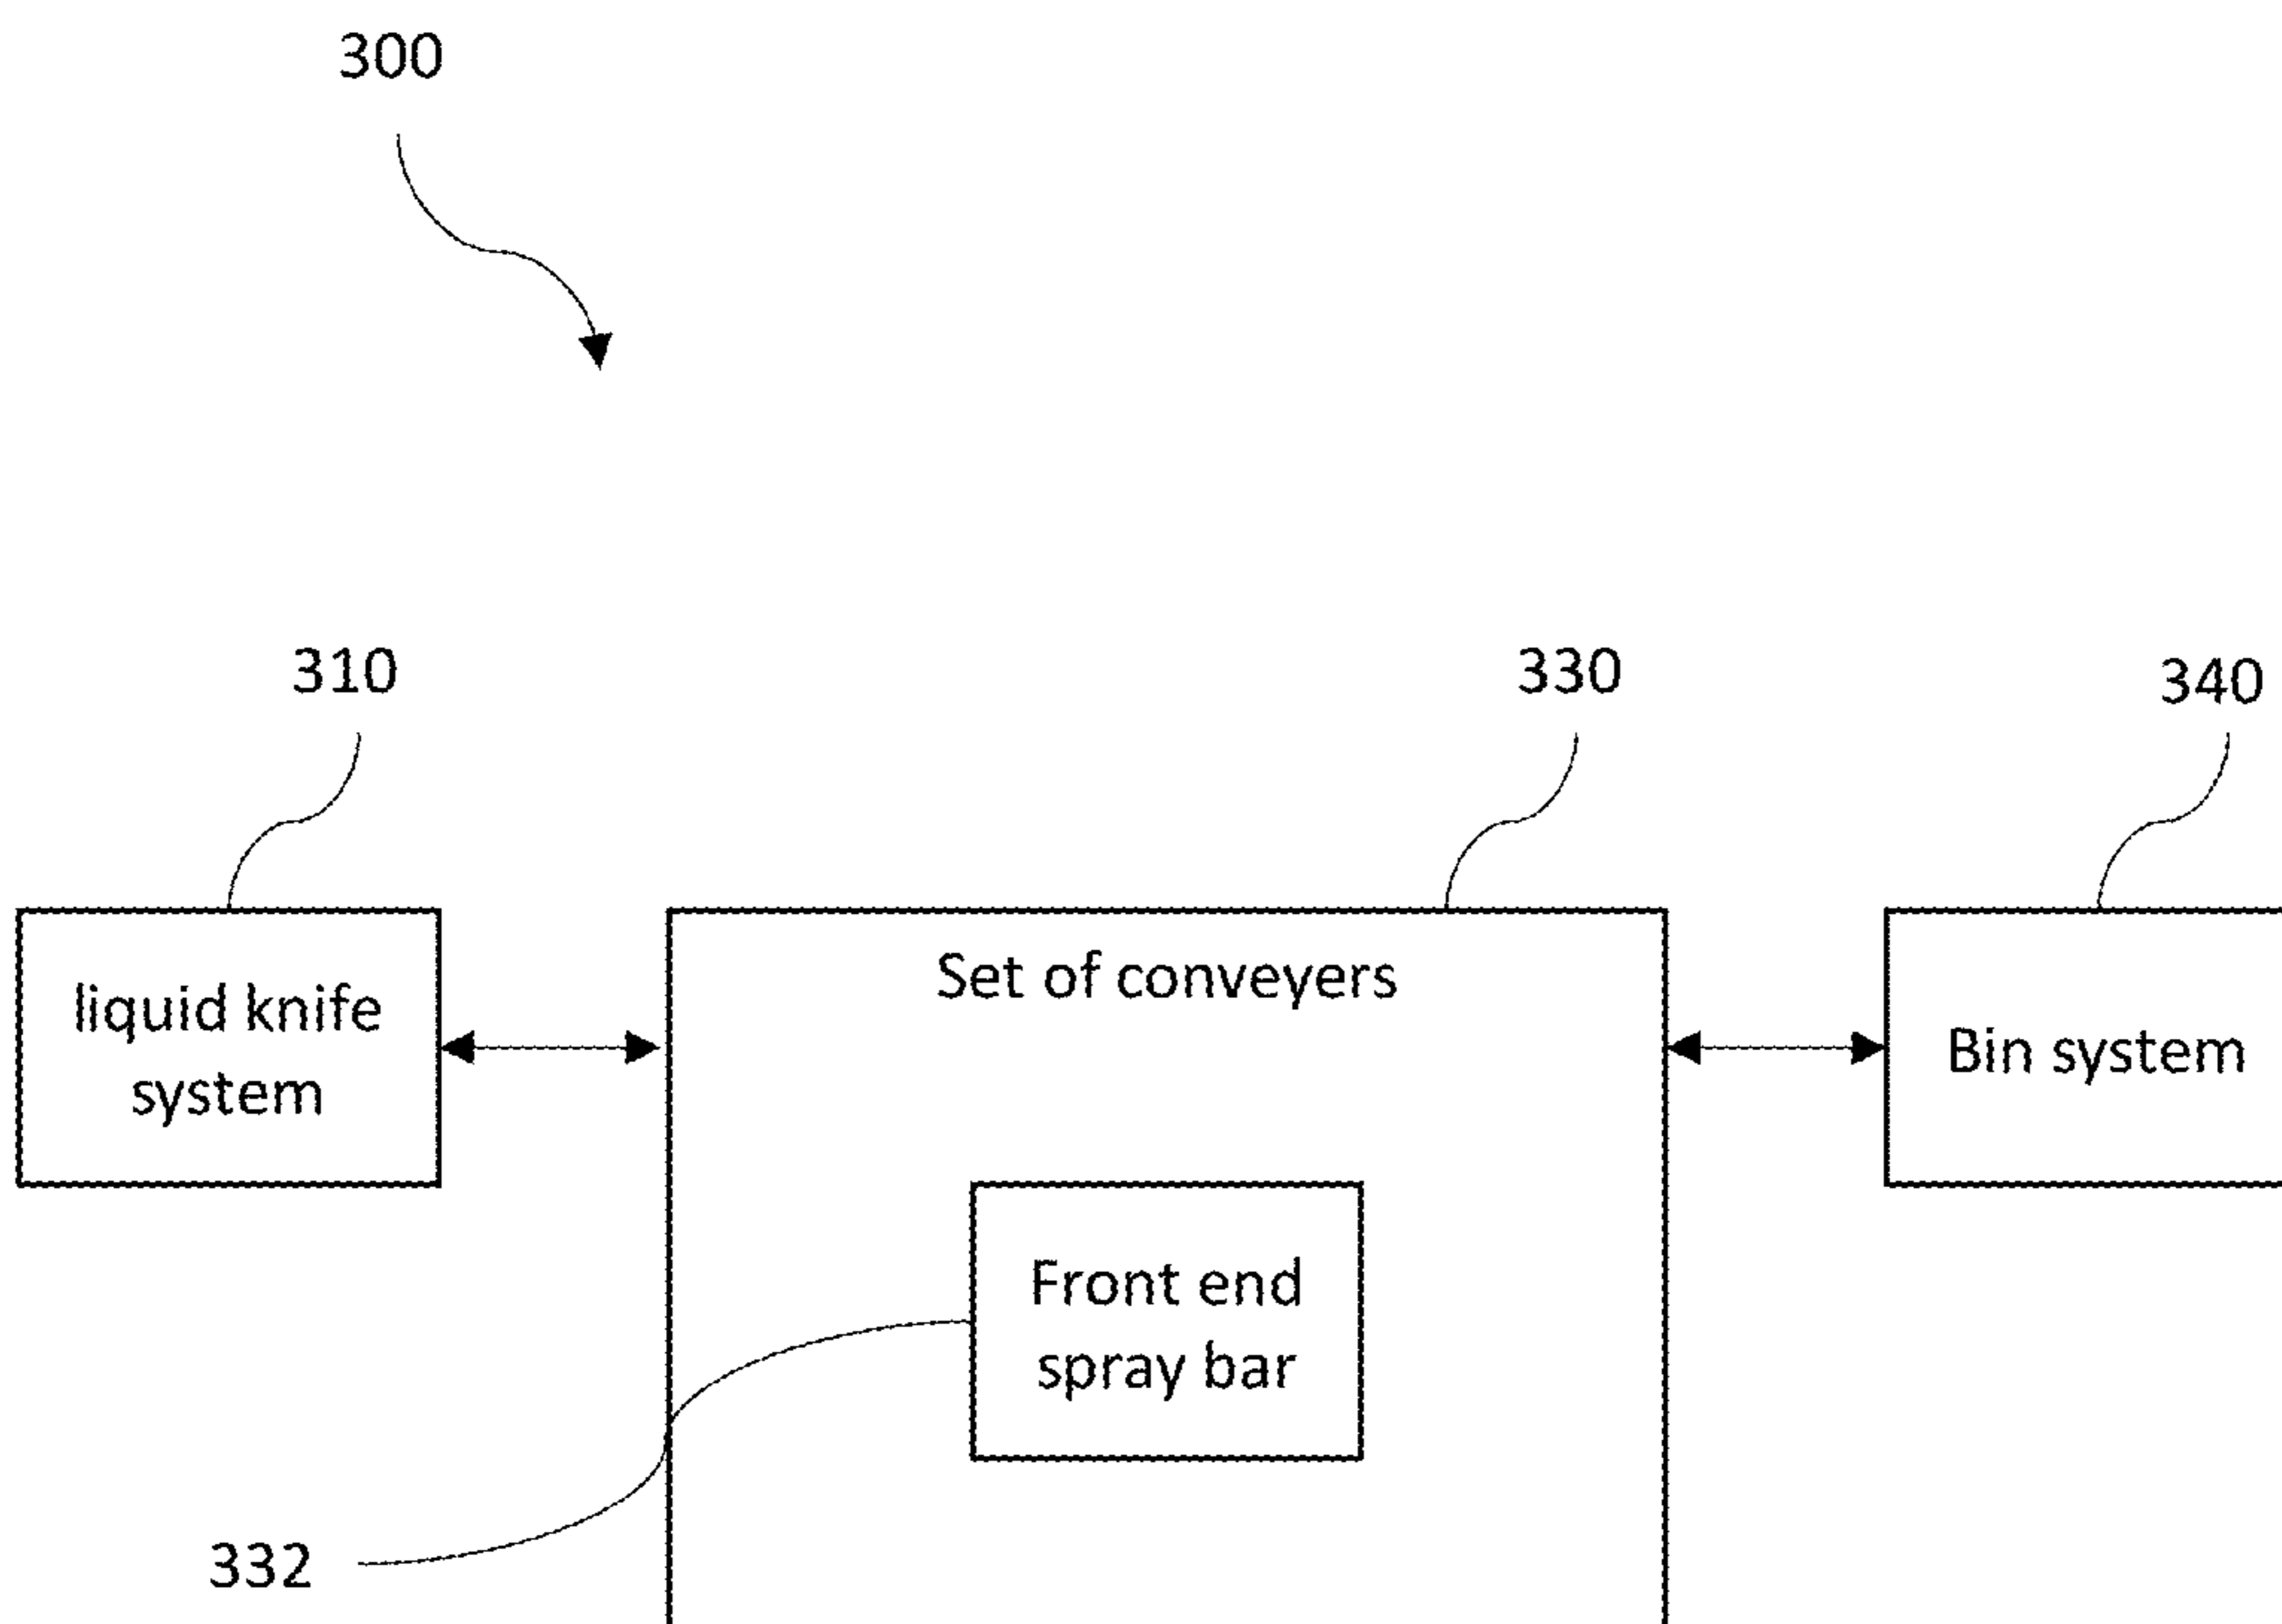 300
310
330
340
liquid knife
system
Set of conveyers
Bin system
Front end
spray bar
332